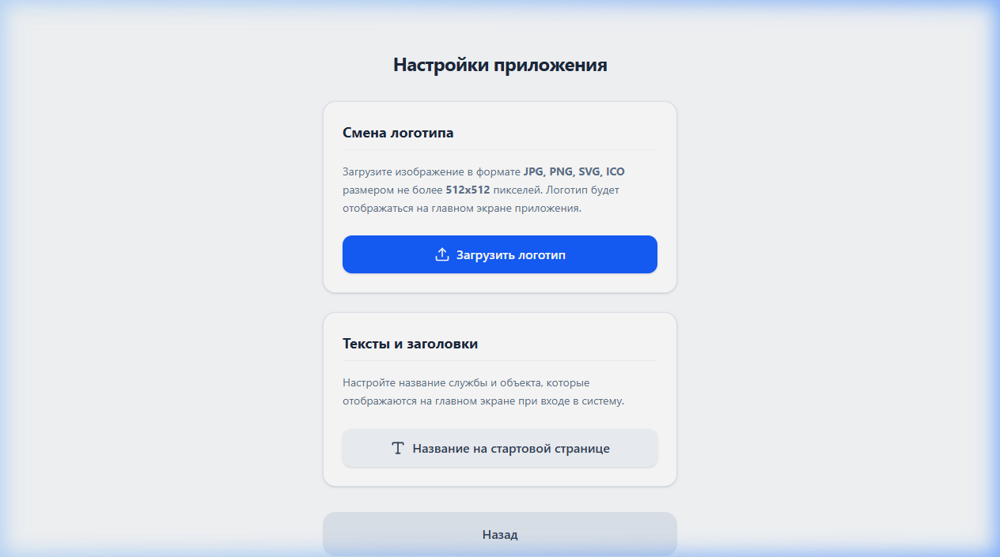 Настройки приложения
Смена логотипа
Загрузите изображение в формате JPG, PNG, SVG, ICO
размером не более 512x512 пикселей. Логотип будет
отображаться на главном экране приложения.
Загрузить логотип
Тексты и заголовки
Настройте название службы и объекта, которые
отображаются на главном экране при входе в систему.
Название на стартовой странице
Назад